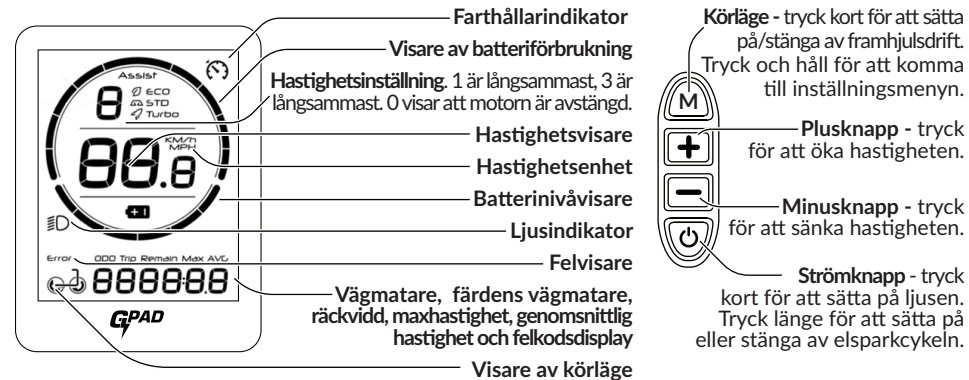 Farthållarindikator
Visare av batteriförbrukning
Hastighetsinställning. 1 är långsammast, 3 är
långsammast. 0 visar att motorn är avstängd.
Hastighetsvisare
Hastighetsenhet
Batterinivåvisare
Ljusindikator
Felvisare
Vägmatare, färdens vägmatare,
räckvidd, maxhastighet, genomsnittlig
hastighet och felkodsdisplay
Visare av körläge
Assist
8
ECO
STD
Turbo
KM/h
MPH
88.8
Error
ODO Trip Remain Max AVG
88888.8
GPAD
Körläge - tryck kort för att sätta
på/stänga av framhjulsdrift.
Tryck och håll för att komma
till inställningsmenyn.
M
Plusknapp - tryck
för att öka hastigheten.
Minusknapp - tryck
för att sänka hastigheten.
Strömknapp - tryck
kort för att sätta på ljusen.
Tryck länge för att sätta på
eller stänga av elsparkcykeln.